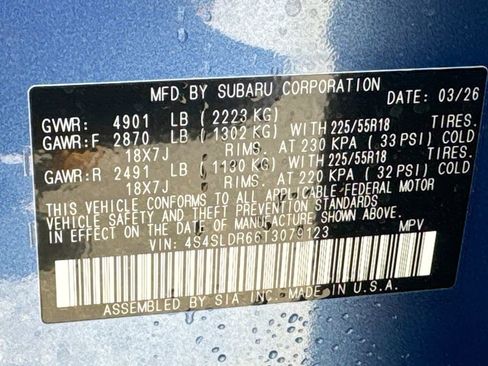 MFD. BY SUBARU CORPORATION DATE: 03/26
GVWR: 4901 LB (2223 KG)
GAWR:F 2870 LB (1302 KG) WITH 225/55R18 TIRES.
18X7J RIMS. AT 230 KPA (33 PSI) COLD
GAWR:R 2491 LB (1130 KG) WITH 225/55R18 TIRES.
18X7J RIMS. AT 220 KPA (32 PSI) COLD
THIS VEHICLE CONFORMS TO ALL APPLICABLE FEDERAL MOTOR
VEHICLE SAFETY AND THEFT PREVENTION STANDARDS
IN EFFECT ON THE DATE OF MANUFACTURE SHOWN ABOVE.
VIN: 4S4SLDR66T3079123 MPV
ASSEMBLED BY SIA INC. MADE IN U.S.A.